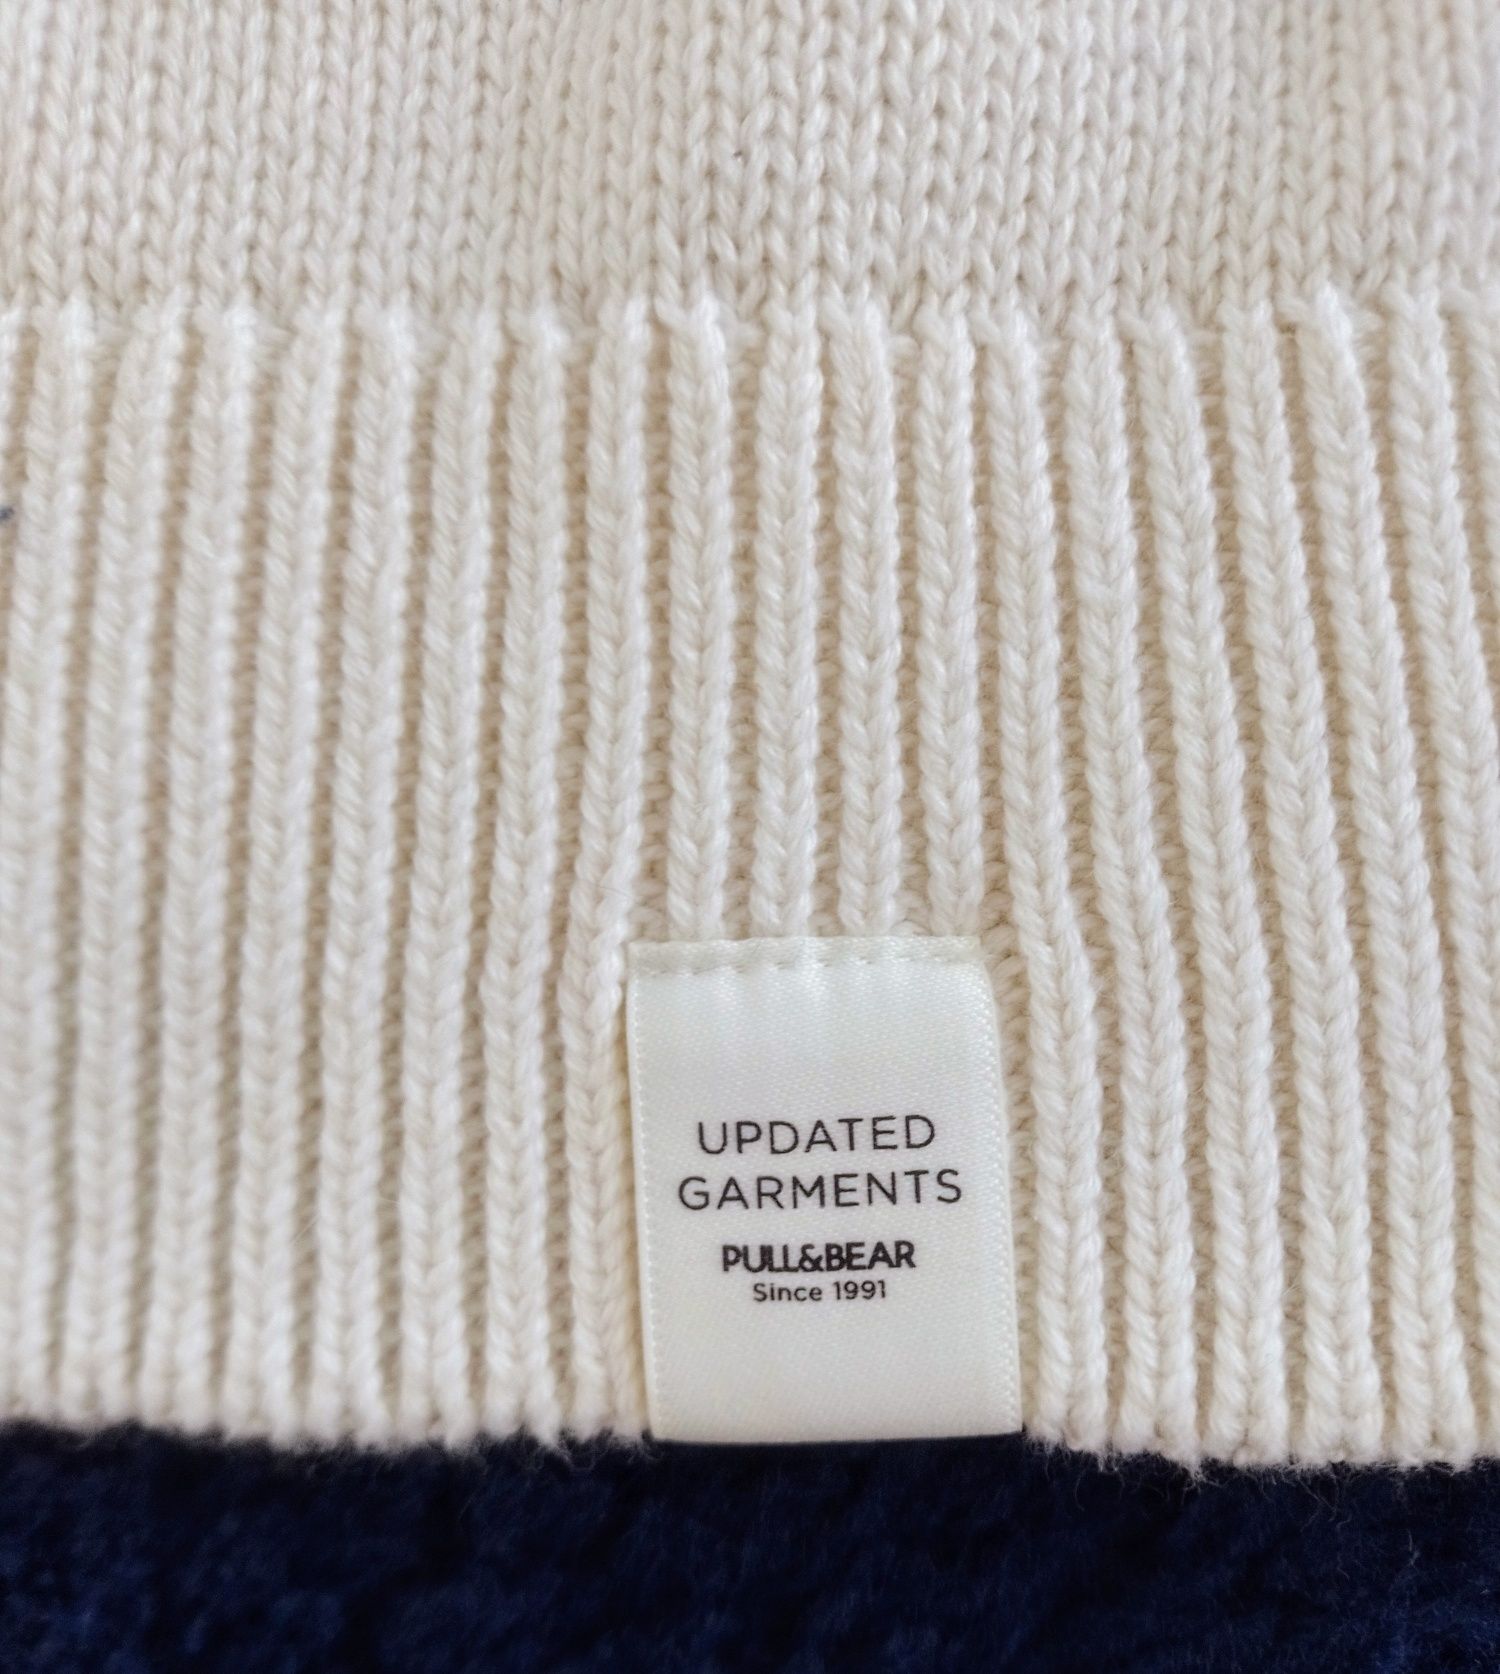 UPDATED
GARMENTS
PULL&BEAR
Since 1991